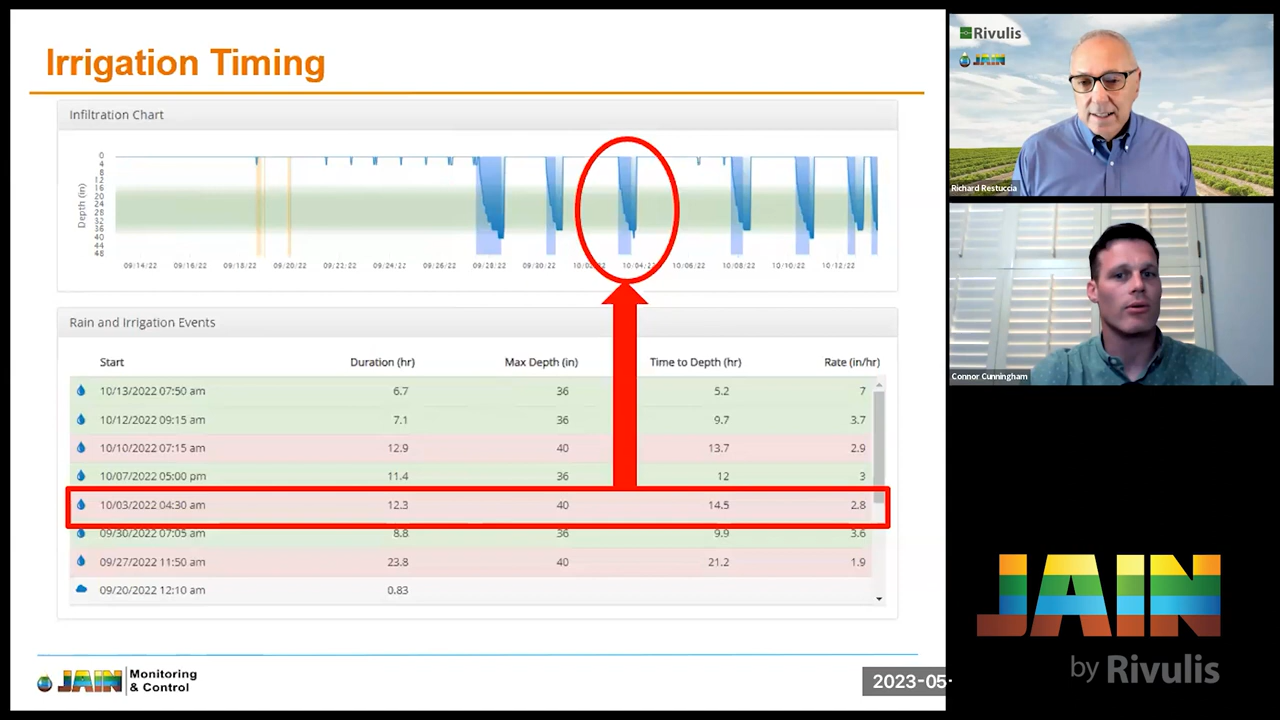 Irrigation Timing
Infiltration Chart
Depth (in)
0
4
8
12
16
20
24
28
32
36
40
44
48
09/14/22 09/16/22 09/18/22 09/20/22 09/22/22 09/24/22 09/26/22 09/28/22 09/30/22 10/04/22 10/06/22 10/08/22 10/10/22 10/12/22
Rain and Irrigation Events
Start Duration (hr) Max Depth (in) Time to Depth (hr) Rate (in/hr)
10/13/2022 07:50 am 6.7 36 5.2 7
10/12/2022 09:15 am 7.1 36 9.7 3.7
10/10/2022 07:15 am 12.9 40 13.7 2.9
10/07/2022 05:00 pm 11.4 36 12 3
10/03/2022 04:30 am 12.3 40 14.5 2.8
09/30/2022 07:05 am 8.8 36 9.9 3.6
09/27/2022 11:50 am 23.8 40 21.2 1.9
09/20/2022 12:10 am 0.83
JAIN Monitoring
& Control
2023-05-
Rivulis
JAIN
Richard Restuccia
Connor Cunningham
JAIN
by Rivulis